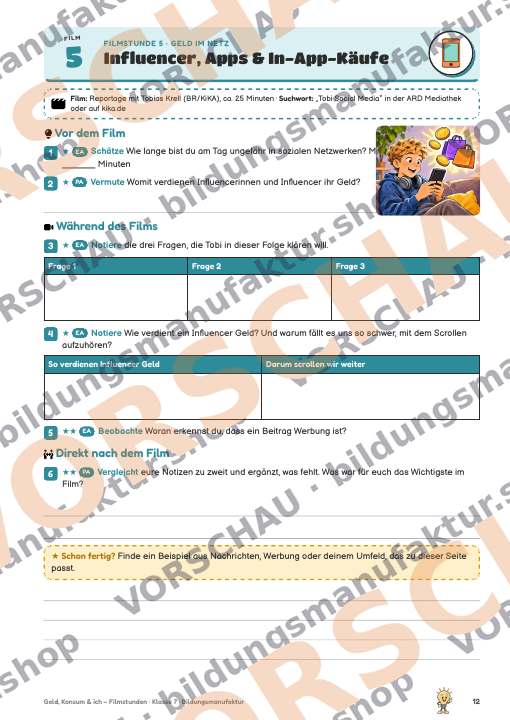 FILM
5
FILMSTUNDE 5 · GELD IM NETZ
Influencer, Apps & In-App-Käufe
Film: Reportage mit Tobias Krell (BR/KiKA), ca. 25 Minuten · Suchwort: „Tobi Social Media“ in der ARD Mediathek
oder auf kika.de
Vor dem Film
1 ★ EA Schätze Wie lange bist du am Tag ungefähr in sozialen Netzwerken? M
________ Minuten
2 ★ PA Vermute Womit verdienen Influencerinnen und Influencer ihr Geld?
Während des Films
3 ★ EA Notiere die drei Fragen, die Tobi in dieser Folge klären will.
Frage 1 Frage 2 Frage 3
4 ★ EA Notiere Wie verdient ein Influencer Geld? Und warum fällt es uns so schwer, mit dem Scrollen
aufzuhören?
So verdienen Influencer Geld Darum scrollen wir weiter
5 ★★ EA Beobachte Woran erkennst du, dass ein Beitrag Werbung ist?
Direkt nach dem Film
6 ★★ PA Vergleicht eure Notizen zu zweit und ergänzt, was fehlt. Was war für euch das Wichtigste im
Film?
★ Schon fertig? Finde ein Beispiel aus Nachrichten, Werbung oder deinem Umfeld, das zu dieser Seite
passt.
Geld, Konsum & ich – Filmstunden · Klasse 7 · Bildungsmanufaktur
12
VORSCHAU · bildungsmanufaktur.shop